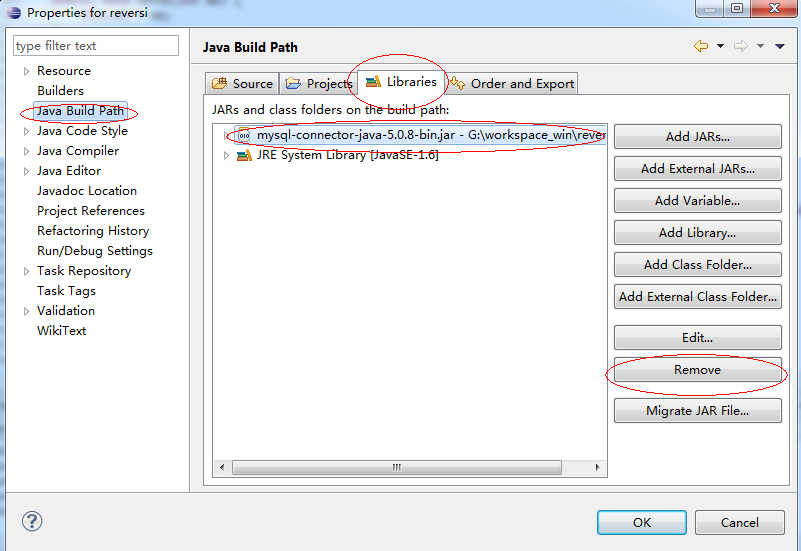 Properties for reversi
type filter text
Resource
Builders
Java Build Path
Java Code Style
Java Compiler
Java Editor
Javadoc Location
Project References
Refactoring History
Run/Debug Settings
Task Repository
Task Tags
Validation
WikiText
Java Build Path
Source
Projects
Libraries
Order and Export
JARs and class folders on the build path:
mysql-connector-java-5.0.8-bin.jar - G:\workspace_win\rever
JRE System Library [JavaSE-1.6]
Add JARs...
Add External JARs...
Add Variable...
Add Library...
Add Class Folder...
Add External Class Folder...
Edit...
Remove
Migrate JAR File...
OK
Cancel